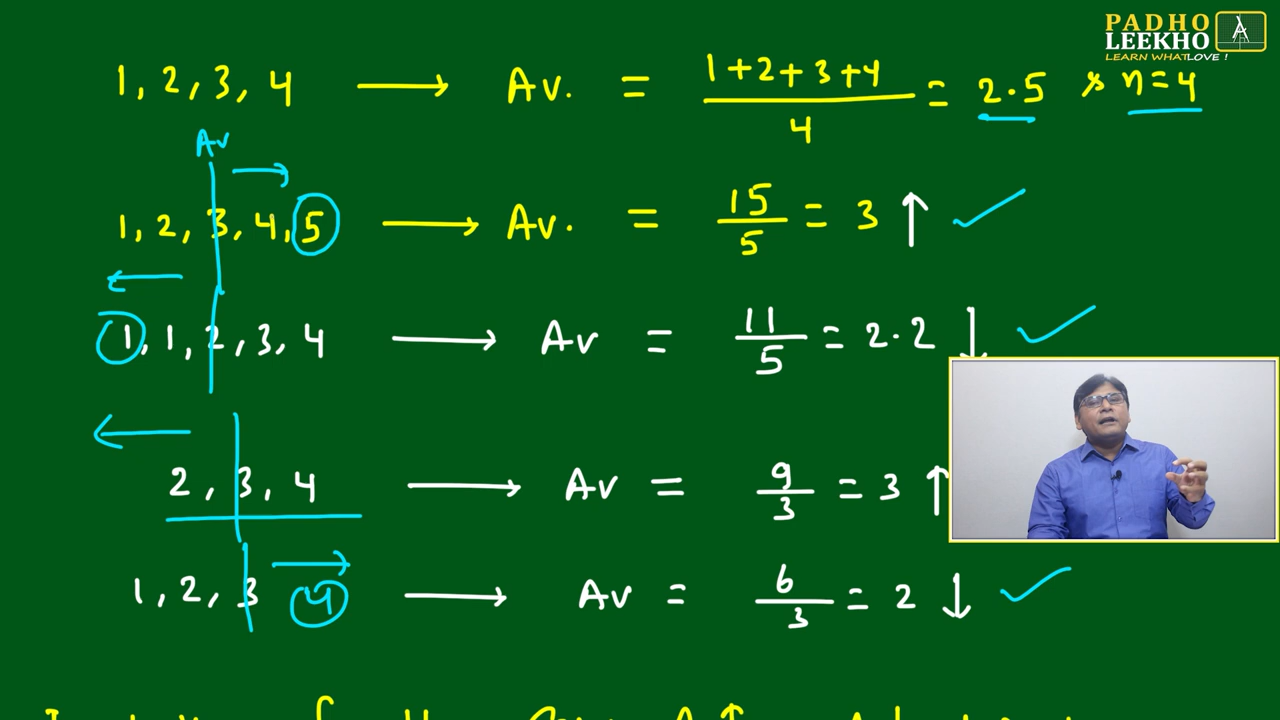 PADHO
LEEKHO
LEARN WHAT LOVE !
1, 2, 3, 4 ⟶ Av. = (1+2+3+4)/4 = 2.5 n=4
Av
1, 2, 3, 4, 5 ⟶ Av. = 15/5 = 3 ↑ ✓
1, 1, 2, 3, 4 ⟶ Av = 11/5 = 2.2 ↓ ✓
2, 3, 4 ⟶ Av = 9/3 = 3 ↑
1, 2, 3 4 ⟶ Av = 6/3 = 2 ↓ ✓